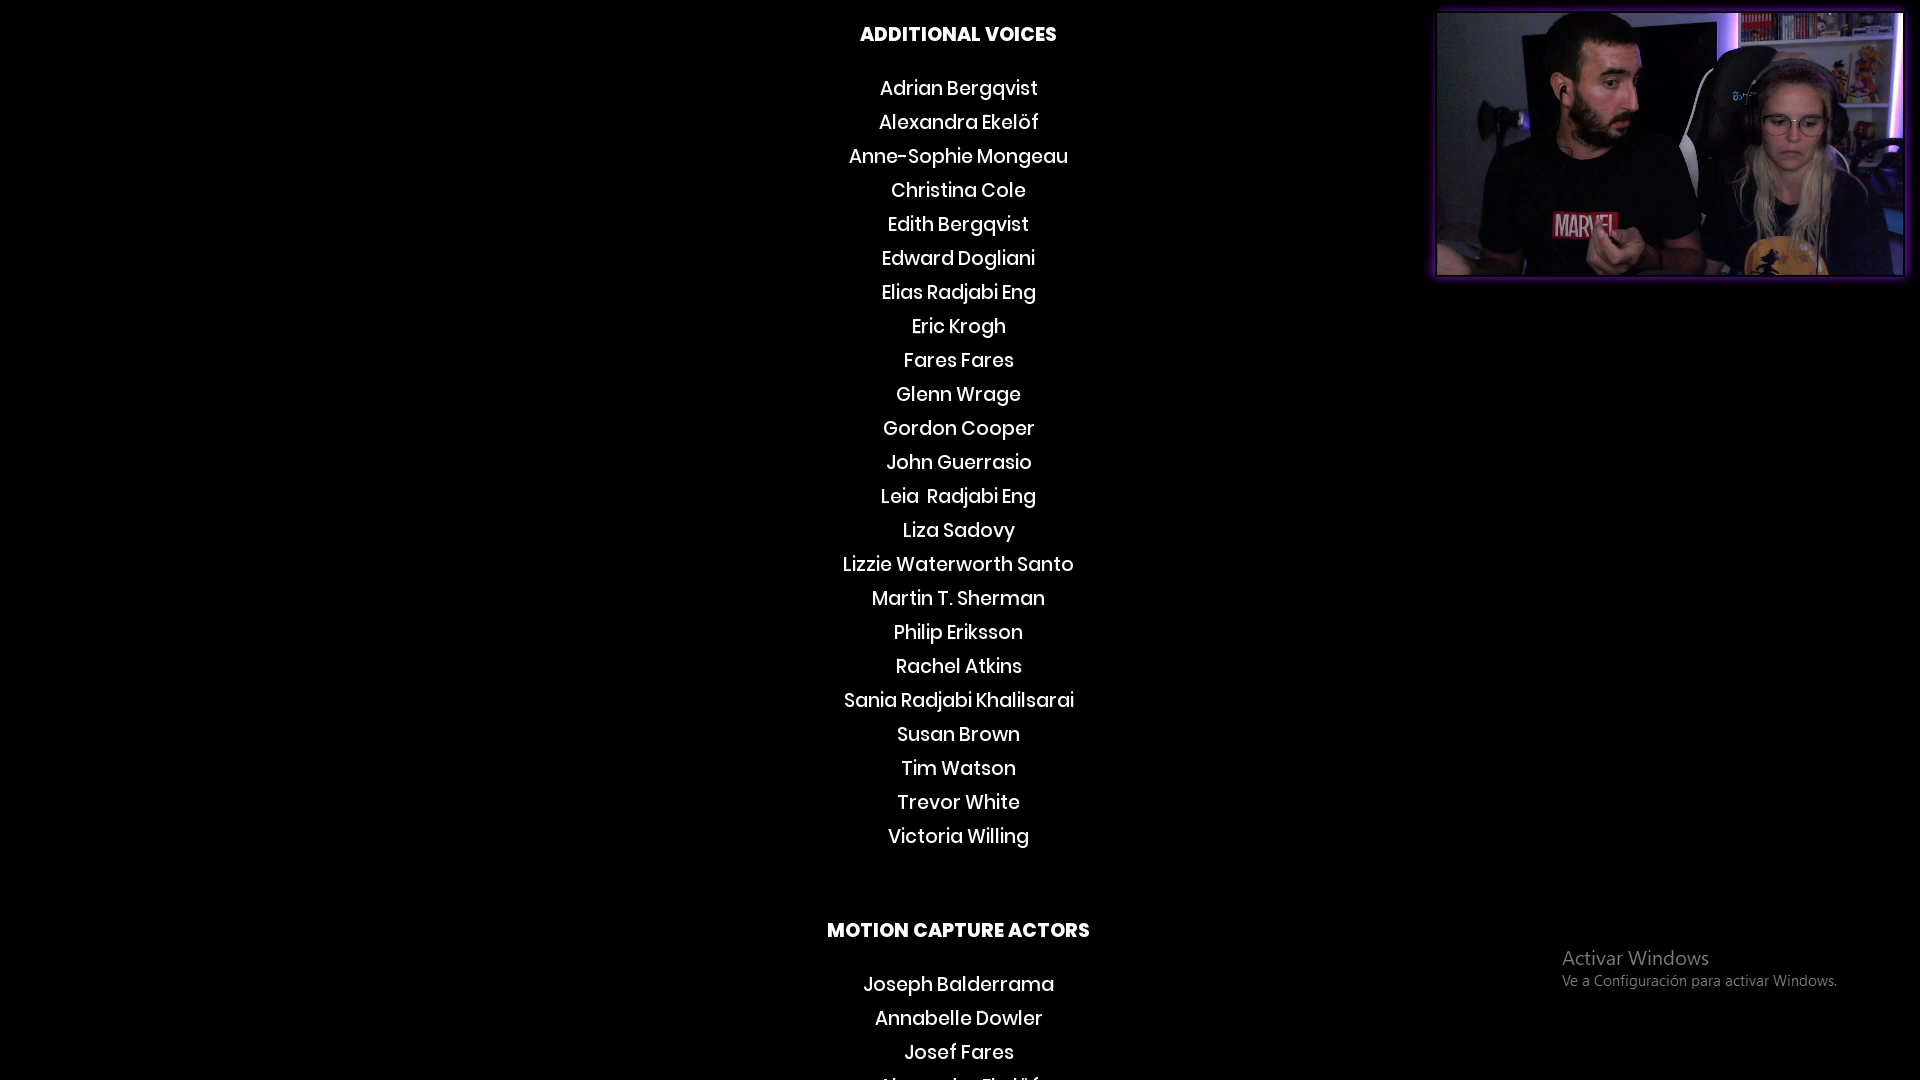 ADDITIONAL VOICES
Adrian Bergqvist
Alexandra Ekelöf
Anne-Sophie Mongeau
Christina Cole
Edith Bergqvist
Edward Dogliani
Elias Radjabi Eng
Eric Krogh
Fares Fares
Glenn Wrage
Gordon Cooper
John Guerrasio
Leia Radjabi Eng
Liza Sadovy
Lizzie Waterworth Santo
Martin T. Sherman
Philip Eriksson
Rachel Atkins
Sania Radjabi Khalilsarai
Susan Brown
Tim Watson
Trevor White
Victoria Willing
MOTION CAPTURE ACTORS
Joseph Balderrama
Annabelle Dowler
Josef Fares
MARVEL
Activar Windows
Ve a Configuración para activar Windows.